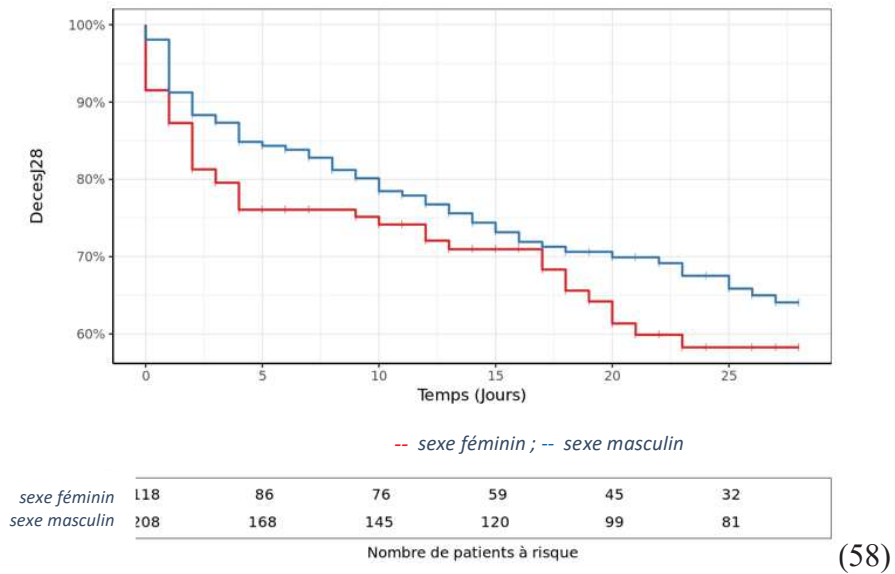 100%
90%
80%
70%
60%
DecesJ28
0 5 10 15 20 25
Temps (Jours)
-- sexe féminin ; -- sexe masculin
sexe féminin 118 86 76 59 45 32
sexe masculin 208 168 145 120 99 81
Nombre de patients à risque
(58)